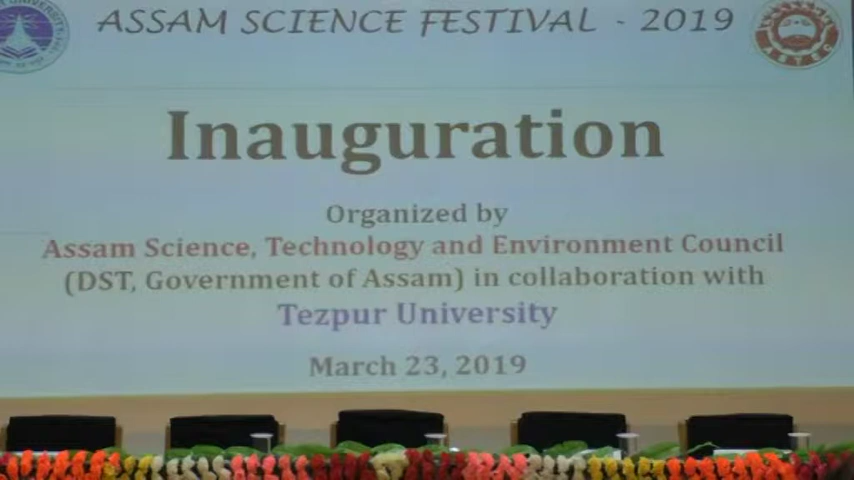 ASSAM SCIENCE FESTIVAL - 2019
Inauguration
Organized by
Assam Science, Technology and Environment Council
(DST, Government of Assam) in collaboration with
Tezpur University
March 23, 2019